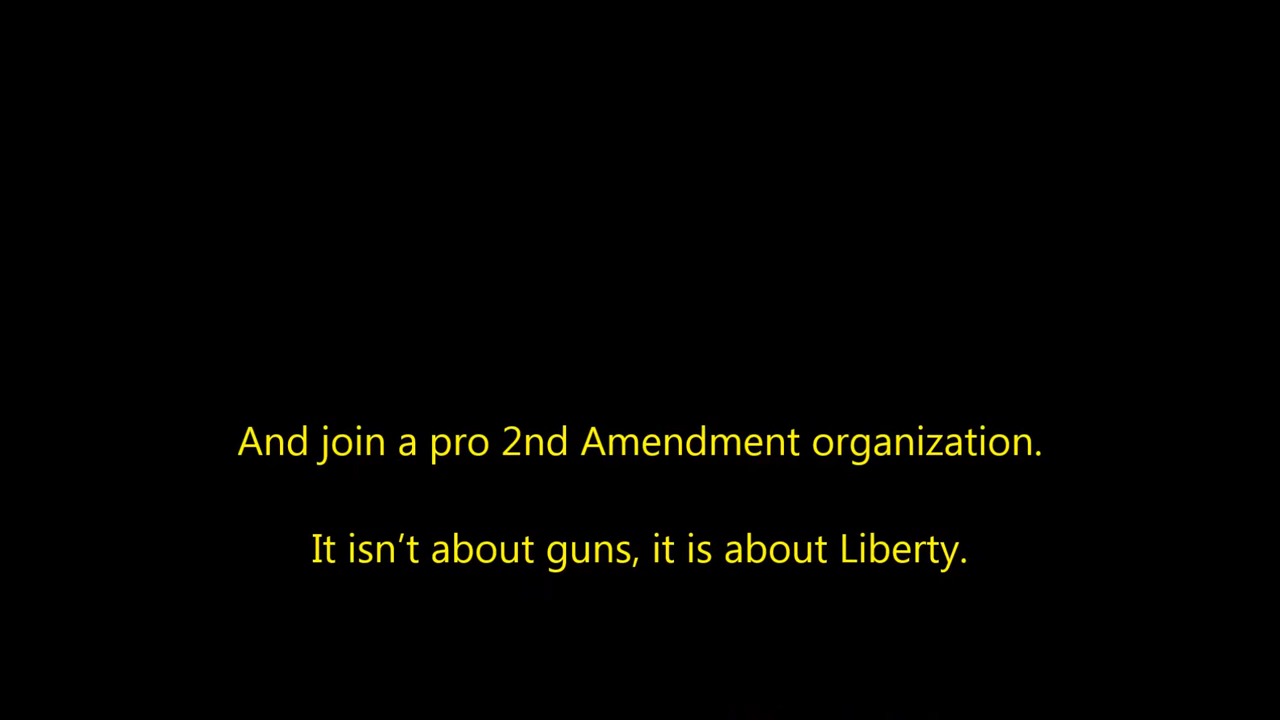 And join a pro 2nd Amendment organization.
It isn’t about guns, it is about Liberty.